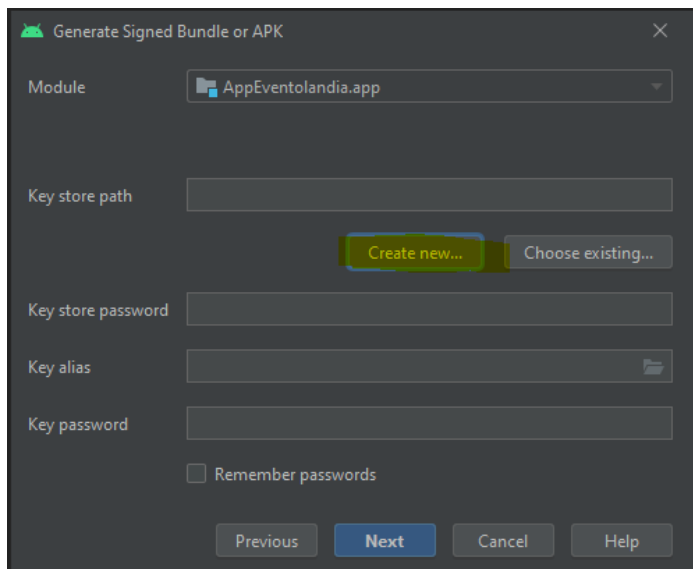 Generate Signed Bundle or APK
Module AppEventolandia.app
Key store path
Create new... Choose existing...
Key store password
Key alias
Key password
Remember passwords
Previous Next Cancel Help